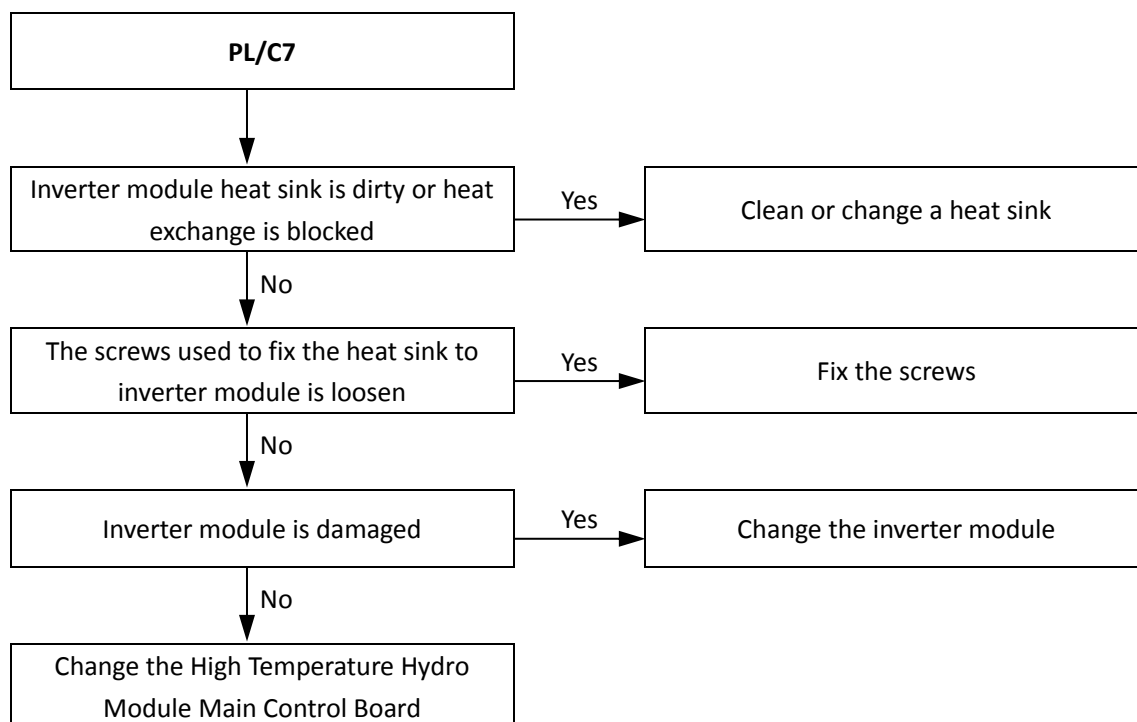 PL/C7
Inverter module heat sink is dirty or heat
exchange is blocked
Yes
Clean or change a heat sink
No
The screws used to fix the heat sink to
inverter module is loosen
Yes
Fix the screws
No
Inverter module is damaged
Yes
Change the inverter module
No
Change the High Temperature Hydro
Module Main Control Board